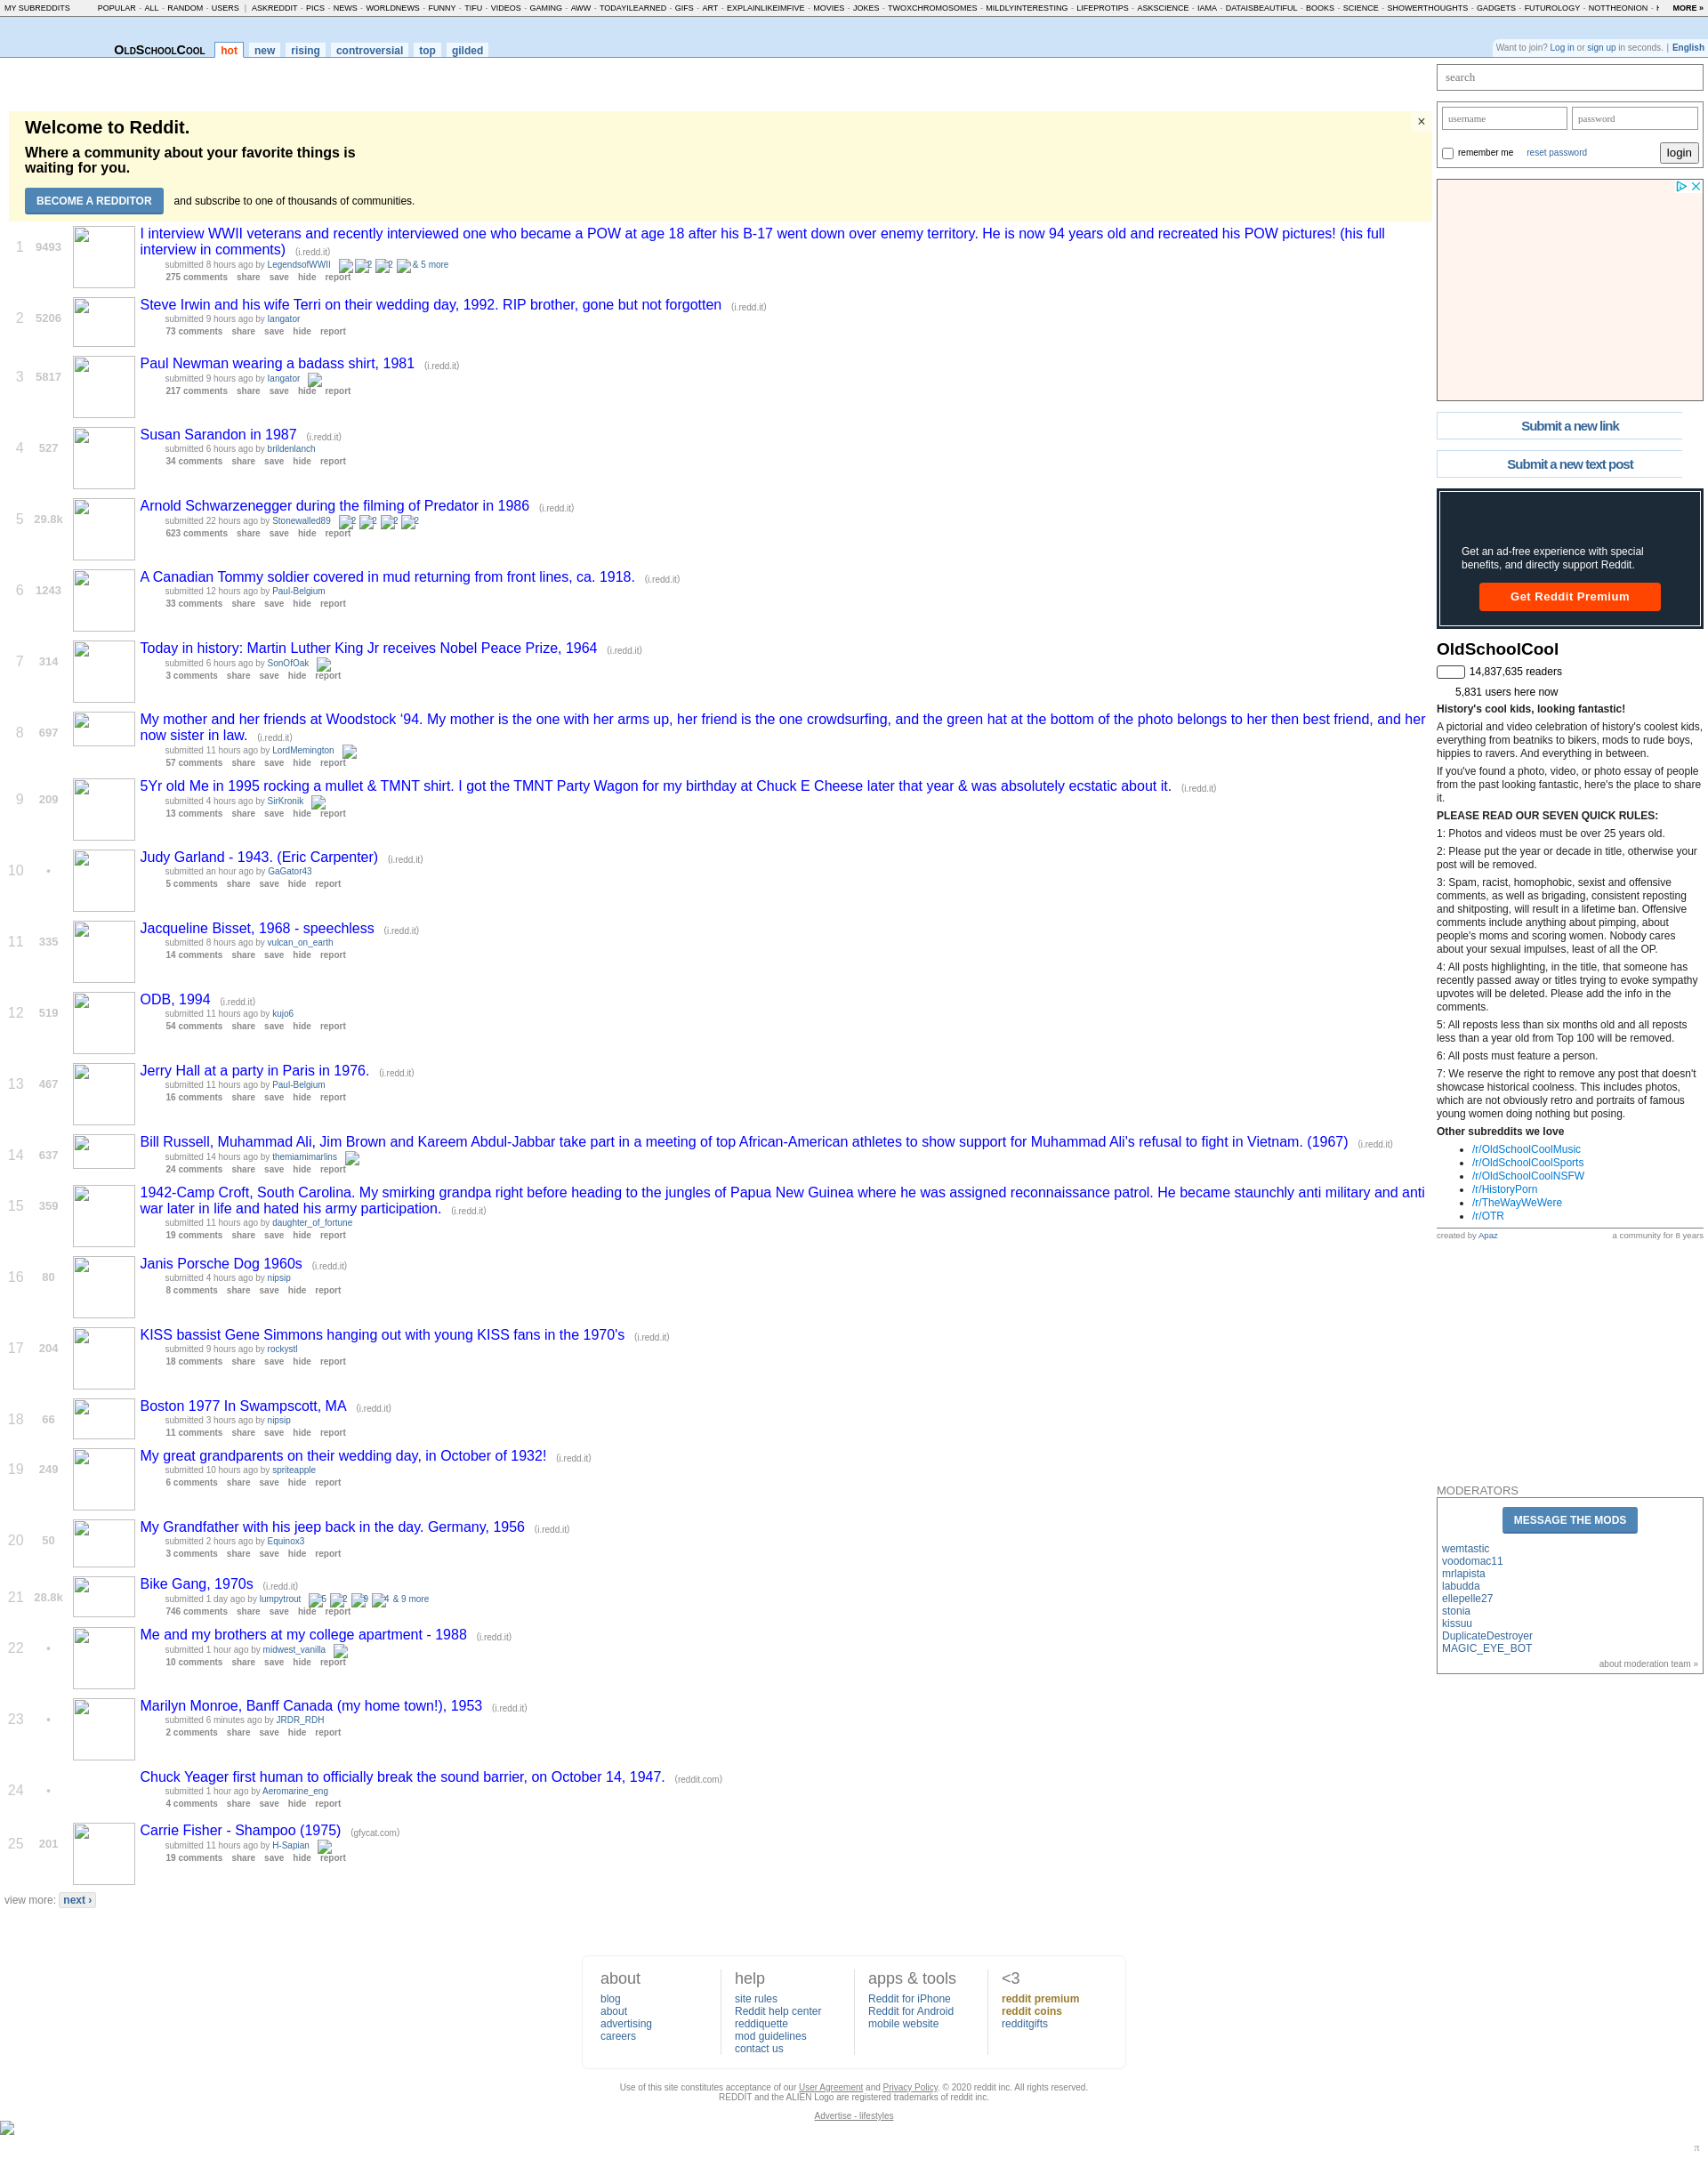 MY SUBREDDITS POPULAR - ALL - RANDOM - USERS | ASKREDDIT - PICS - NEWS - WORLDNEWS - FUNNY - TIFU - VIDEOS - GAMING - AWW - TODAYILEARNED - GIFS - ART - EXPLAINLIKEIMFIVE - MOVIES - JOKES - TWOXCHROMOSOMES - MILDLYINTERESTING - LIFEPROTIPS - ASKSCIENCE - IAMA - DATAISBEAUTIFUL - BOOKS - SCIENCE - SHOWERTHOUGHTS - GADGETS - FUTUROLOGY - NOTTHEONION - MORE »
OldSchoolCool hot new rising controversial top gilded
Want to join? Log in or sign up in seconds. | English
Welcome to Reddit.
×
Where a community about your favorite things is
waiting for you.
BECOME A REDDITOR and subscribe to one of thousands of communities.
1 9493 I interview WWII veterans and recently interviewed one who became a POW at age 18 after his B-17 went down over enemy territory. He is now 94 years old and recreated his POW pictures! (his full
interview in comments) (i.redd.it)
submitted 8 hours ago by LegendsofWWII 2 2 & 5 more
275 comments share save hide report
2 5206 Steve Irwin and his wife Terri on their wedding day, 1992. RIP brother, gone but not forgotten (i.redd.it)
submitted 9 hours ago by Iangator
73 comments share save hide report
3 5817 Paul Newman wearing a badass shirt, 1981 (i.redd.it)
submitted 9 hours ago by Iangator
217 comments share save hide report
4 527 Susan Sarandon in 1987 (i.redd.it)
submitted 6 hours ago by brildenlanch
34 comments share save hide report
5 29.8k Arnold Schwarzenegger during the filming of Predator in 1986 (i.redd.it)
submitted 22 hours ago by Stonewalled89 2 2 2 2
623 comments share save hide report
6 1243 A Canadian Tommy soldier covered in mud returning from front lines, ca. 1918. (i.redd.it)
submitted 12 hours ago by Paul-Belgium
33 comments share save hide report
7 314 Today in history: Martin Luther King Jr receives Nobel Peace Prize, 1964 (i.redd.it)
submitted 6 hours ago by SonOfOak
3 comments share save hide report
8 697 My mother and her friends at Woodstock ‘94. My mother is the one with her arms up, her friend is the one crowdsurfing, and the green hat at the bottom of the photo belongs to her then best friend, and her
now sister in law. (i.redd.it)
submitted 11 hours ago by LordMemington
57 comments share save hide report
9 209 5Yr old Me in 1995 rocking a mullet & TMNT shirt. I got the TMNT Party Wagon for my birthday at Chuck E Cheese later that year & was absolutely ecstatic about it. (i.redd.it)
submitted 4 hours ago by SirKronik
13 comments share save hide report
10 • Judy Garland - 1943. (Eric Carpenter) (i.redd.it)
submitted an hour ago by GaGator43
5 comments share save hide report
11 335 Jacqueline Bisset, 1968 - speechless (i.redd.it)
submitted 8 hours ago by vulcan_on_earth
14 comments share save hide report
12 519 ODB, 1994 (i.redd.it)
submitted 11 hours ago by kujo6
54 comments share save hide report
13 467 Jerry Hall at a party in Paris in 1976. (i.redd.it)
submitted 11 hours ago by Paul-Belgium
16 comments share save hide report
14 637 Bill Russell, Muhammad Ali, Jim Brown and Kareem Abdul-Jabbar take part in a meeting of top African-American athletes to show support for Muhammad Ali's refusal to fight in Vietnam. (1967) (i.redd.it)
submitted 14 hours ago by themiamimarlins
24 comments share save hide report
15 359 1942-Camp Croft, South Carolina. My smirking grandpa right before heading to the jungles of Papua New Guinea where he was assigned reconnaissance patrol. He became staunchly anti military and anti
war later in life and hated his army participation. (i.redd.it)
submitted 11 hours ago by daughter_of_fortune
19 comments share save hide report
16 80 Janis Porsche Dog 1960s (i.redd.it)
submitted 4 hours ago by nipsip
8 comments share save hide report
17 204 KISS bassist Gene Simmons hanging out with young KISS fans in the 1970's (i.redd.it)
submitted 9 hours ago by rockystl
18 comments share save hide report
18 66 Boston 1977 In Swampscott, MA (i.redd.it)
submitted 3 hours ago by nipsip
11 comments share save hide report
19 249 My great grandparents on their wedding day, in October of 1932! (i.redd.it)
submitted 10 hours ago by spriteapple
6 comments share save hide report
20 50 My Grandfather with his jeep back in the day. Germany, 1956 (i.redd.it)
submitted 2 hours ago by Equinox3
3 comments share save hide report
21 28.8k Bike Gang, 1970s (i.redd.it)
submitted 1 day ago by lumpytrout 5 2 9 4 & 9 more
746 comments share save hide report
22 • Me and my brothers at my college apartment - 1988 (i.redd.it)
submitted 1 hour ago by midwest_vanilla
10 comments share save hide report
23 • Marilyn Monroe, Banff Canada (my home town!), 1953 (i.redd.it)
submitted 6 minutes ago by JRDR_RDH
2 comments share save hide report
24 • Chuck Yeager first human to officially break the sound barrier, on October 14, 1947. (reddit.com)
submitted 1 hour ago by Aeromarine_eng
4 comments share save hide report
25 201 Carrie Fisher - Shampoo (1975) (gfycat.com)
submitted 11 hours ago by H-Sapian
19 comments share save hide report
view more: next ›
search
username password
remember me reset password login
Submit a new link
Submit a new text post
Get an ad-free experience with special
benefits, and directly support Reddit.
Get Reddit Premium
OldSchoolCool
14,837,635 readers
5,831 users here now
History's cool kids, looking fantastic!
A pictorial and video celebration of history's coolest kids,
everything from beatniks to bikers, mods to rude boys,
hippies to ravers. And everything in between.
If you've found a photo, video, or photo essay of people
from the past looking fantastic, here's the place to share
it.
PLEASE READ OUR SEVEN QUICK RULES:
1: Photos and videos must be over 25 years old.
2: Please put the year or decade in title, otherwise your
post will be removed.
3: Spam, racist, homophobic, sexist and offensive
comments, as well as brigading, consistent reposting
and shitposting, will result in a lifetime ban. Offensive
comments include anything about pimping, about
people's moms and scoring women. Nobody cares
about your sexual impulses, least of all the OP.
4: All posts highlighting, in the title, that someone has
recently passed away or titles trying to evoke sympathy
upvotes will be deleted. Please add the info in the
comments.
5: All reposts less than six months old and all reposts
less than a year old from Top 100 will be removed.
6: All posts must feature a person.
7: We reserve the right to remove any post that doesn't
showcase historical coolness. This includes photos,
which are not obviously retro and portraits of famous
young women doing nothing but posing.
Other subreddits we love
• /r/OldSchoolCoolMusic
• /r/OldSchoolCoolSports
• /r/OldSchoolCoolNSFW
• /r/HistoryPorn
• /r/TheWayWeWere
• /r/OTR
created by Apaz a community for 8 years
MODERATORS
MESSAGE THE MODS
wemtastic
voodomac11
mrlapista
labudda
ellepelle27
stonia
kissuu
DuplicateDestroyer
MAGIC_EYE_BOT
about moderation team »
about
blog
about
advertising
careers
help
site rules
Reddit help center
reddiquette
mod guidelines
contact us
apps & tools
Reddit for iPhone
Reddit for Android
mobile website
<3
reddit premium
reddit coins
redditgifts
Use of this site constitutes acceptance of our User Agreement and Privacy Policy. © 2020 reddit inc. All rights reserved.
REDDIT and the ALIEN Logo are registered trademarks of reddit inc.
Advertise - lifestyles
π